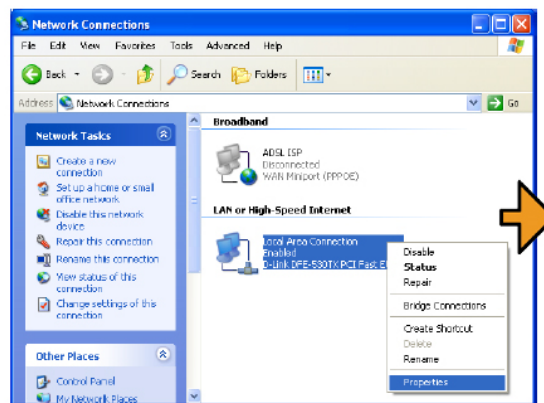 Network Connections
File Edit View Favorites Tools Advanced Help
Back Search Folders
Address Network Connections Go
Network Tasks
Create a new
connection
Set up a home or small
office network
Disable this network
device
Repair this connection
Rename this connection
View status of this
connection
Change settings of this
connection
Other Places
Control Panel
My Network Places
Broadband
ADSL ISP
Disconnected
WAN Miniport (PPPOE)
LAN or High-Speed Internet
Local Area Connection
Enabled
D-Link DFE-530TX PCI Fast
Disable
Status
Repair
Bridge Connections
Create Shortcut
Delete
Rename
Properties